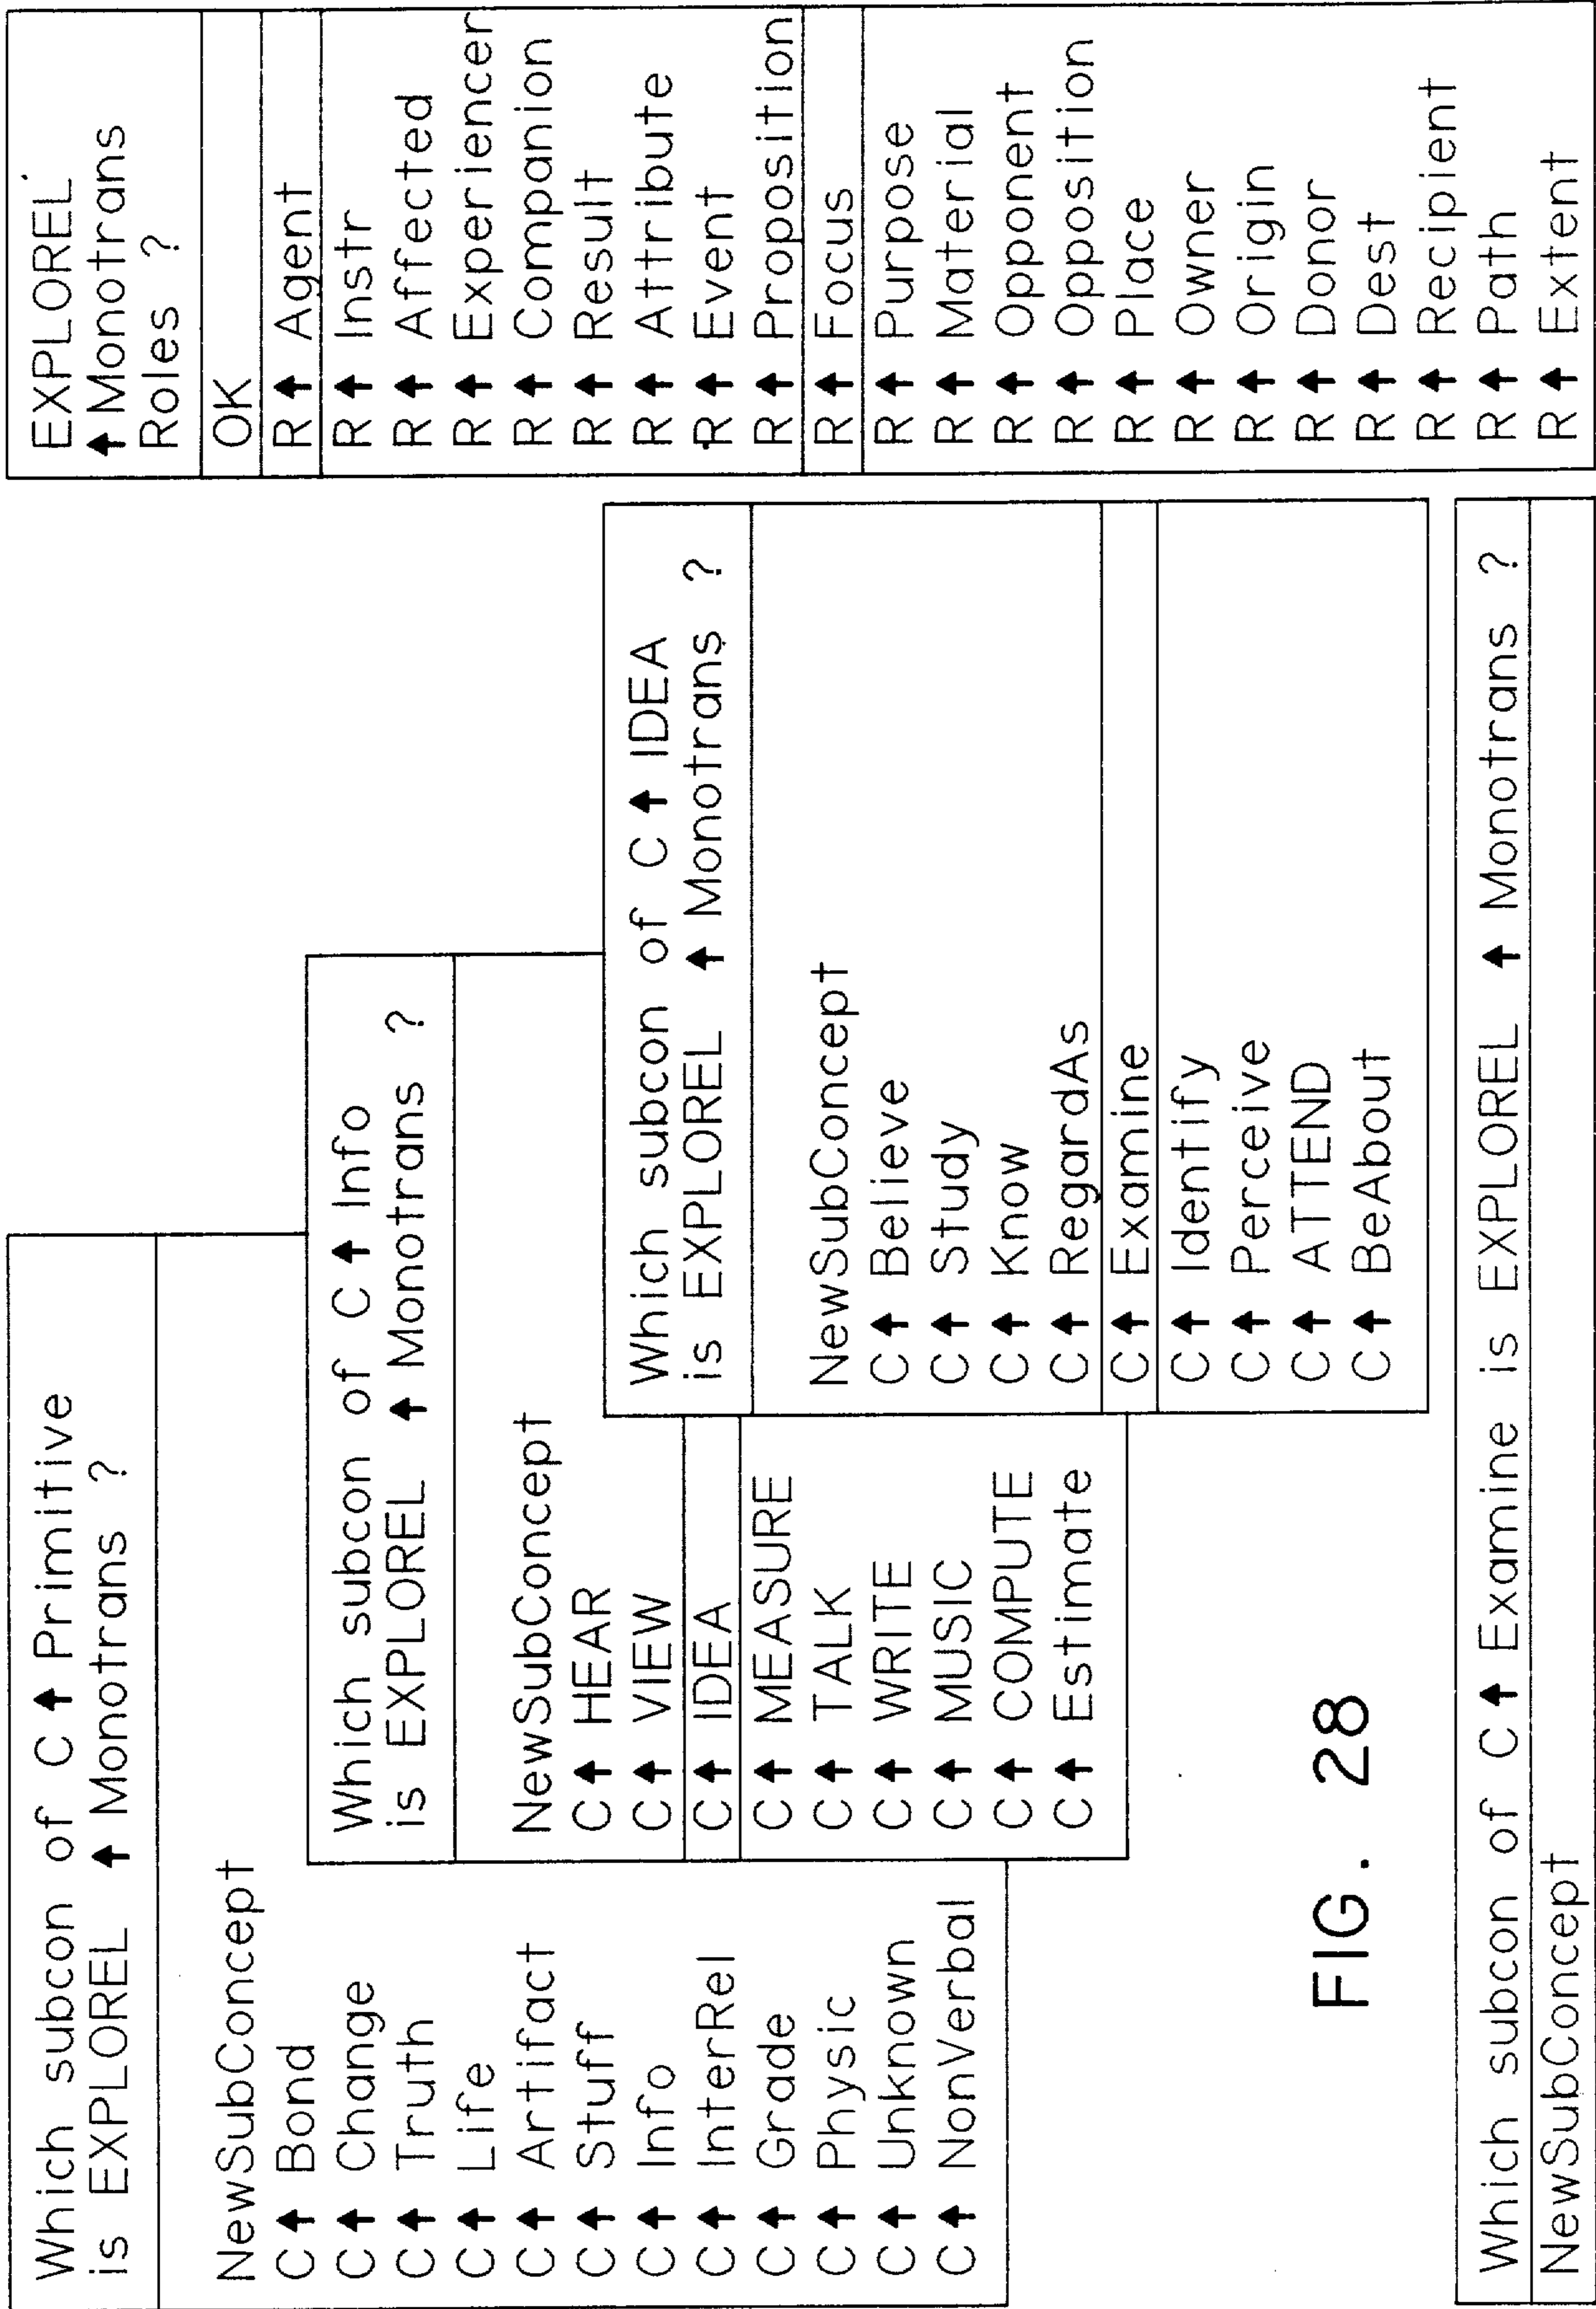 Which subcon of C ↑ Primitive
is EXPLOREL ↑ Monotrans ?
NewSubConcept
C ↑ Bond
C ↑ Change
C ↑ Truth
C ↑ Life
C ↑ Artifact
C ↑ Stuff
C ↑ Info
C ↑ InterRel
C ↑ Grade
C ↑ Physic
C ↑ Unknown
C ↑ NonVerbal
Which subcon of C ↑ Info
is EXPLOREL ↑ Monotrans ?
NewSubConcept
C ↑ HEAR
C ↑ VIEW
C ↑ IDEA
C ↑ MEASURE
C ↑ TALK
C ↑ WRITE
C ↑ MUSIC
C ↑ COMPUTE
C ↑ Estimate
Which subcon of C ↑ IDEA
is EXPLOREL ↑ Monotrans ?
NewSubConcept
C ↑ Believe
C ↑ Study
C ↑ Know
C ↑ RegardAs
C ↑ Examine
C ↑ Identify
C ↑ Perceive
C ↑ ATTEND
C ↑ BeAbout
EXPLOREL
↑ Monotrans
Roles ?
OK
R ↑ Agent
R ↑ Instr
R ↑ Affected
R ↑ Experiencer
R ↑ Companion
R ↑ Result
R ↑ Attribute
R ↑ Event
R ↑ Proposition
R ↑ Focus
R ↑ Purpose
R ↑ Material
R ↑ Opponent
R ↑ Opposition
R ↑ Place
R ↑ Owner
R ↑ Origin
R ↑ Donor
R ↑ Dest
R ↑ Recipient
R ↑ Path
R ↑ Extent
FIG. 28
Which subcon of C ↑ Examine is EXPLOREL ↑ Monotrans ?
NewSubConcept